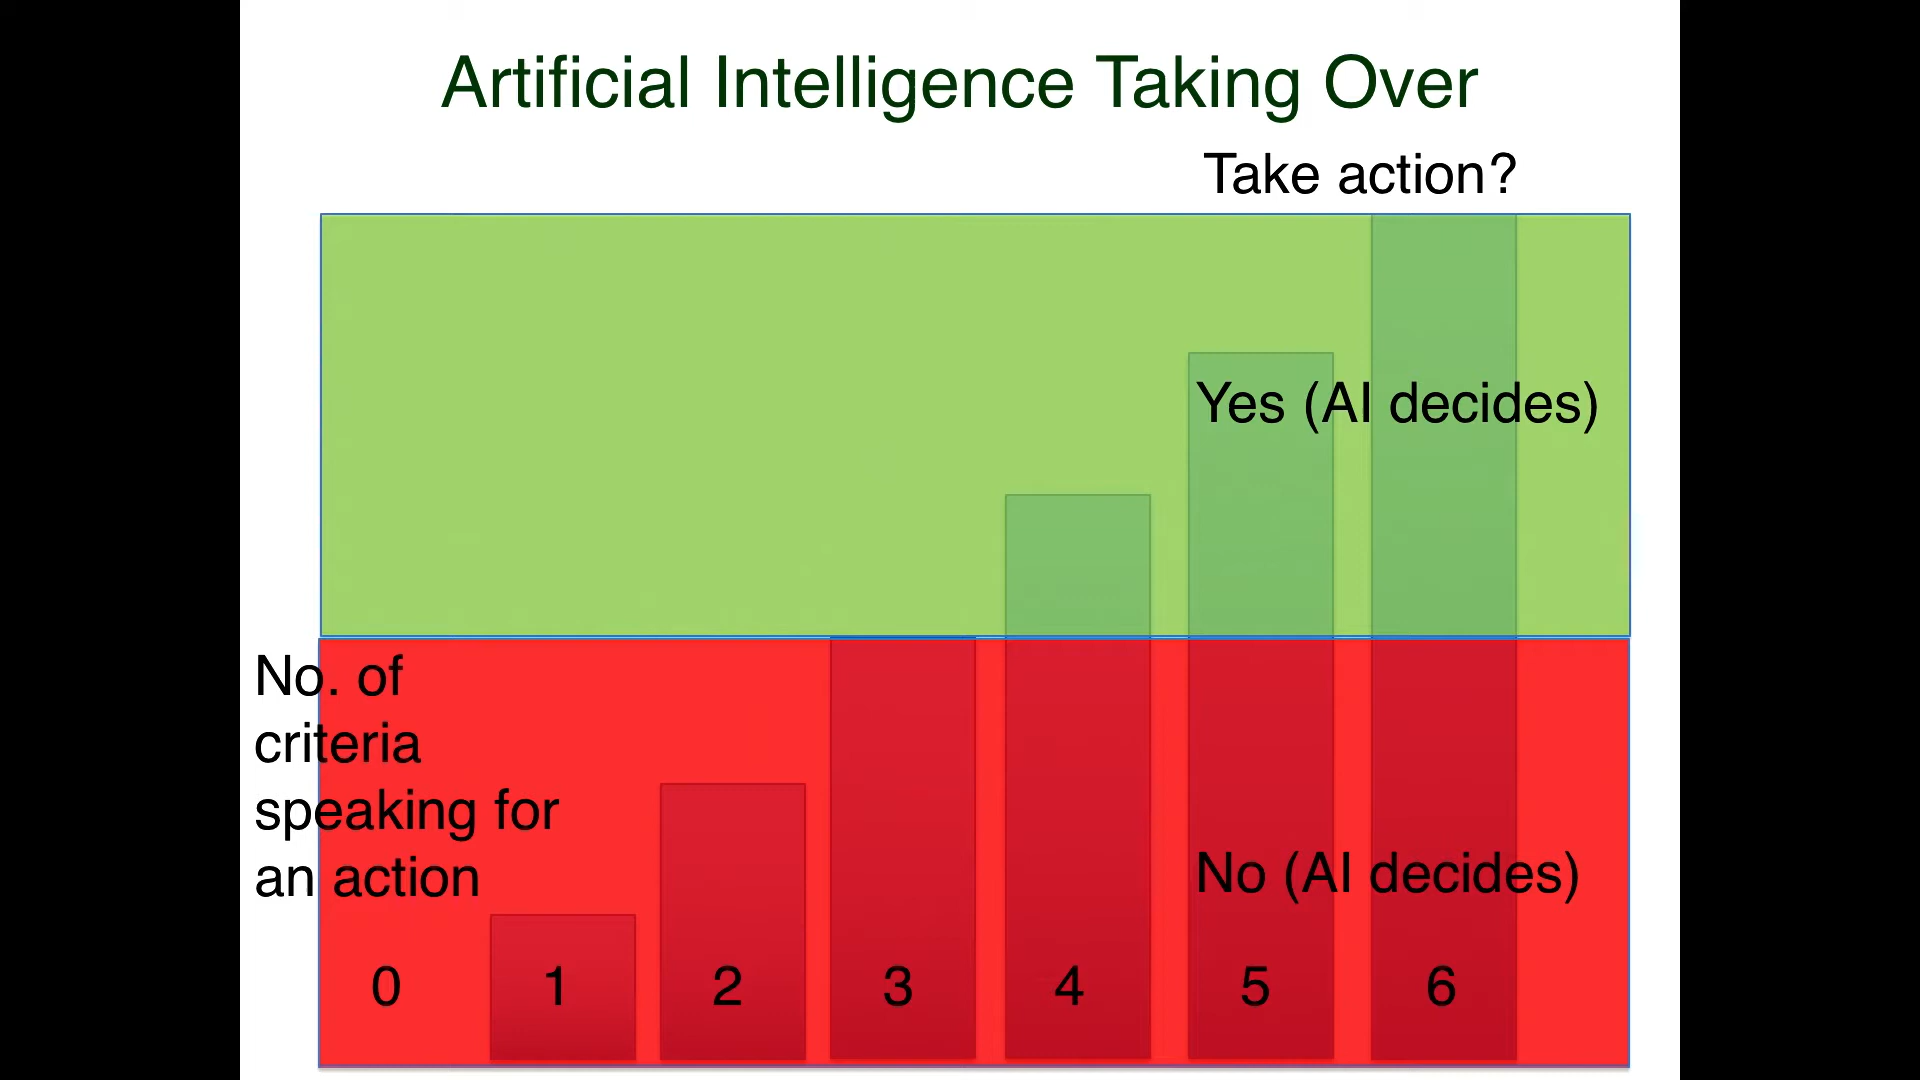 Artificial Intelligence Taking Over
Take action?
Yes (AI decides)
No. of
criteria
speaking for
an action
No (AI decides)
0 1 2 3 4 5 6